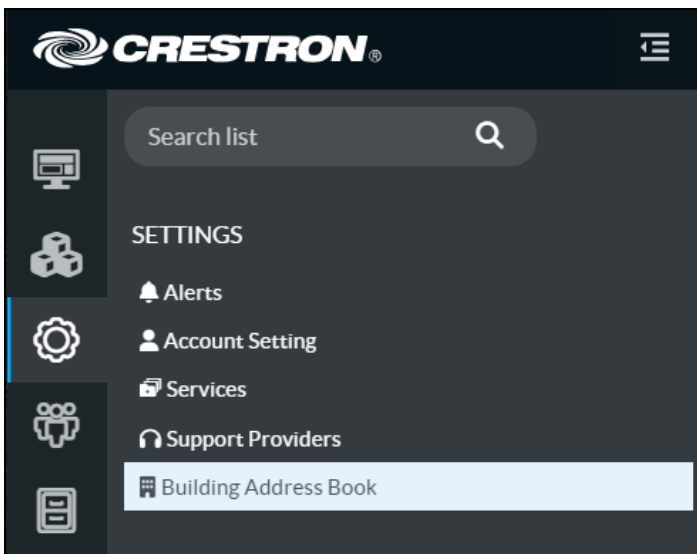 CRESTRON®
Search list
SETTINGS
Alerts
Account Setting
Services
Support Providers
Building Address Book